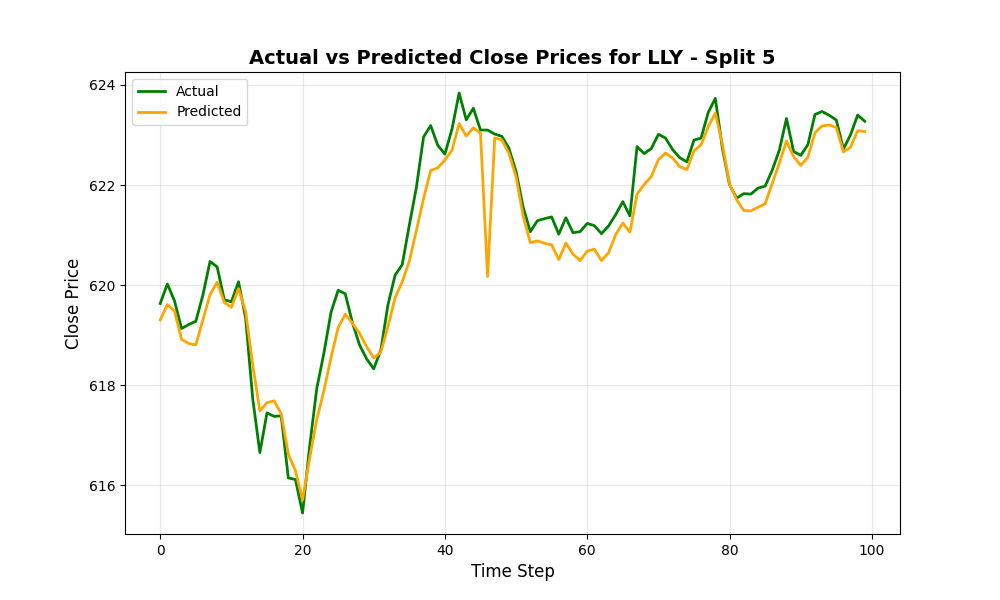 Actual vs Predicted Close Prices for LLY - Split 5
Actual
Predicted
624
622
620
618
616
Close Price
0 20 40 60 80 100
Time Step